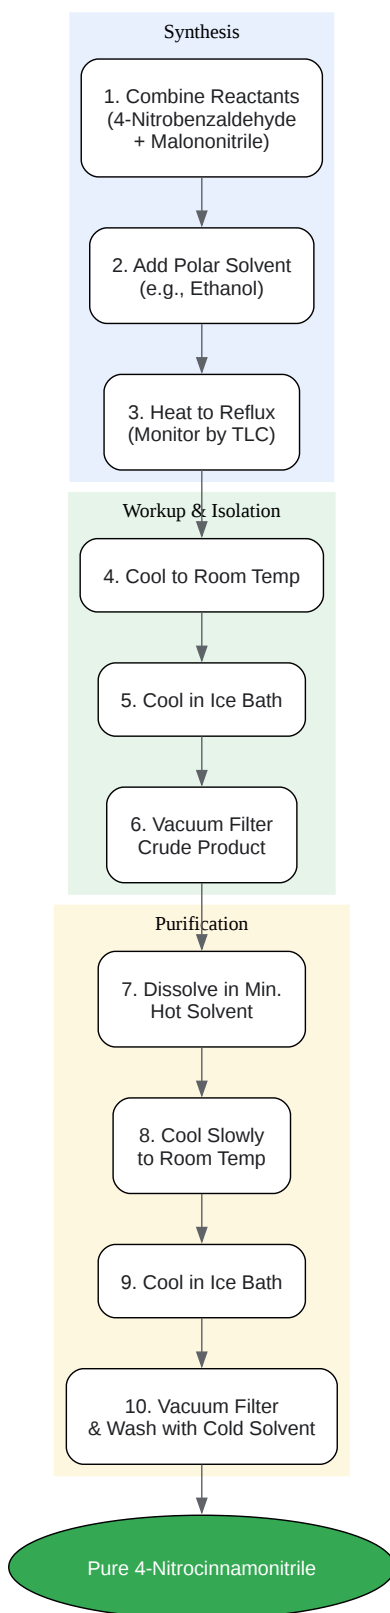 Synthesis
1. Combine Reactants
(4-Nitrobenzaldehyde
+ Malononitrile)
2. Add Polar Solvent
(e.g., Ethanol)
3. Heat to Reflux
(Monitor by TLC)
Workup & Isolation
4. Cool to Room Temp
5. Cool in Ice Bath
6. Vacuum Filter
Crude Product
Purification
7. Dissolve in Min.
Hot Solvent
8. Cool Slowly
to Room Temp
9. Cool in Ice Bath
10. Vacuum Filter
& Wash with Cold Solvent
Pure 4-Nitrocinnamonitrile